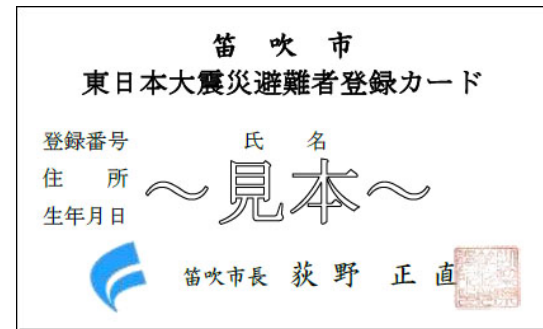 笛吹市
東日本大震災避難者登録カード
登録番号 氏名
住所
～見本～
生年月日
笛吹市長 荻野正直